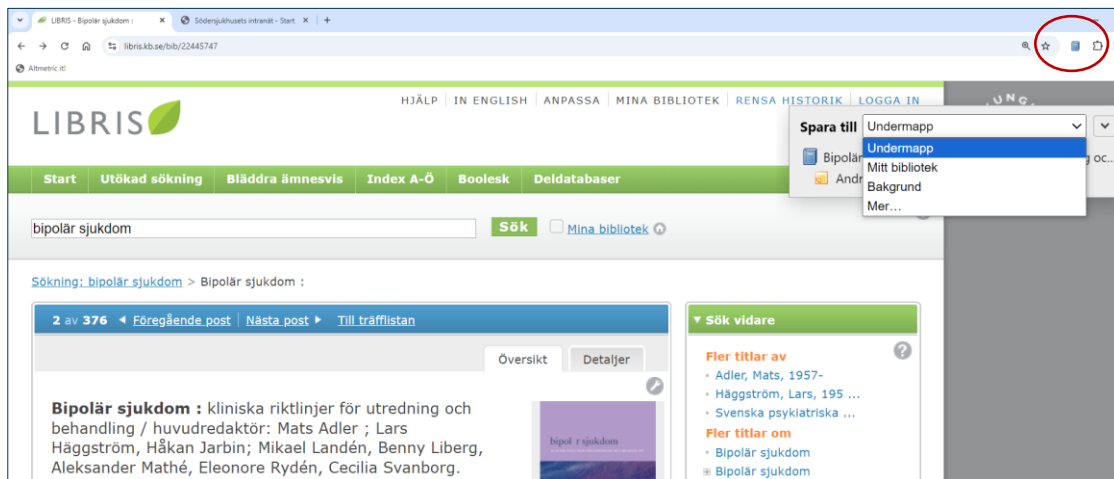 LIBRIS - Bipolär sjukdom :
Södersjukhusets intranät - Start
libris.kb.se/bib/22445747
Altmetric it!
LIBRIS
HJÄLP | IN ENGLISH | ANPASSA | MINA BIBLIOTEK | RENSA HISTORIK | LOGGA IN
Spara till Undermapp
Undermapp
Mitt bibliotek
Bakgrund
Mer…
Bipolär
oc...
Andr
Start Utökad sökning Bläddra ämnesvis Index A-Ö Boolesk Deldatabaser
bipolär sjukdom Sök Mina bibliotek
Sökning: bipolär sjukdom > Bipolär sjukdom :
2 av 376 Föregående post | Nästa post Till träfflistan
Översikt Detaljer
Bipolär sjukdom : kliniska riktlinjer för utredning och
behandling / huvudredaktör: Mats Adler ; Lars
Häggström, Håkan Jarbin; Mikael Landén, Benny Liberg,
Aleksander Mathé, Eleonore Rydén, Cecilia Svanborg.
bipol r sjukdom
Sök vidare
Fler titlar av
Adler, Mats, 1957-
Häggström, Lars, 195 ...
Svenska psykiatriska ...
Fler titlar om
Bipolär sjukdom
Bipolär sjukdom